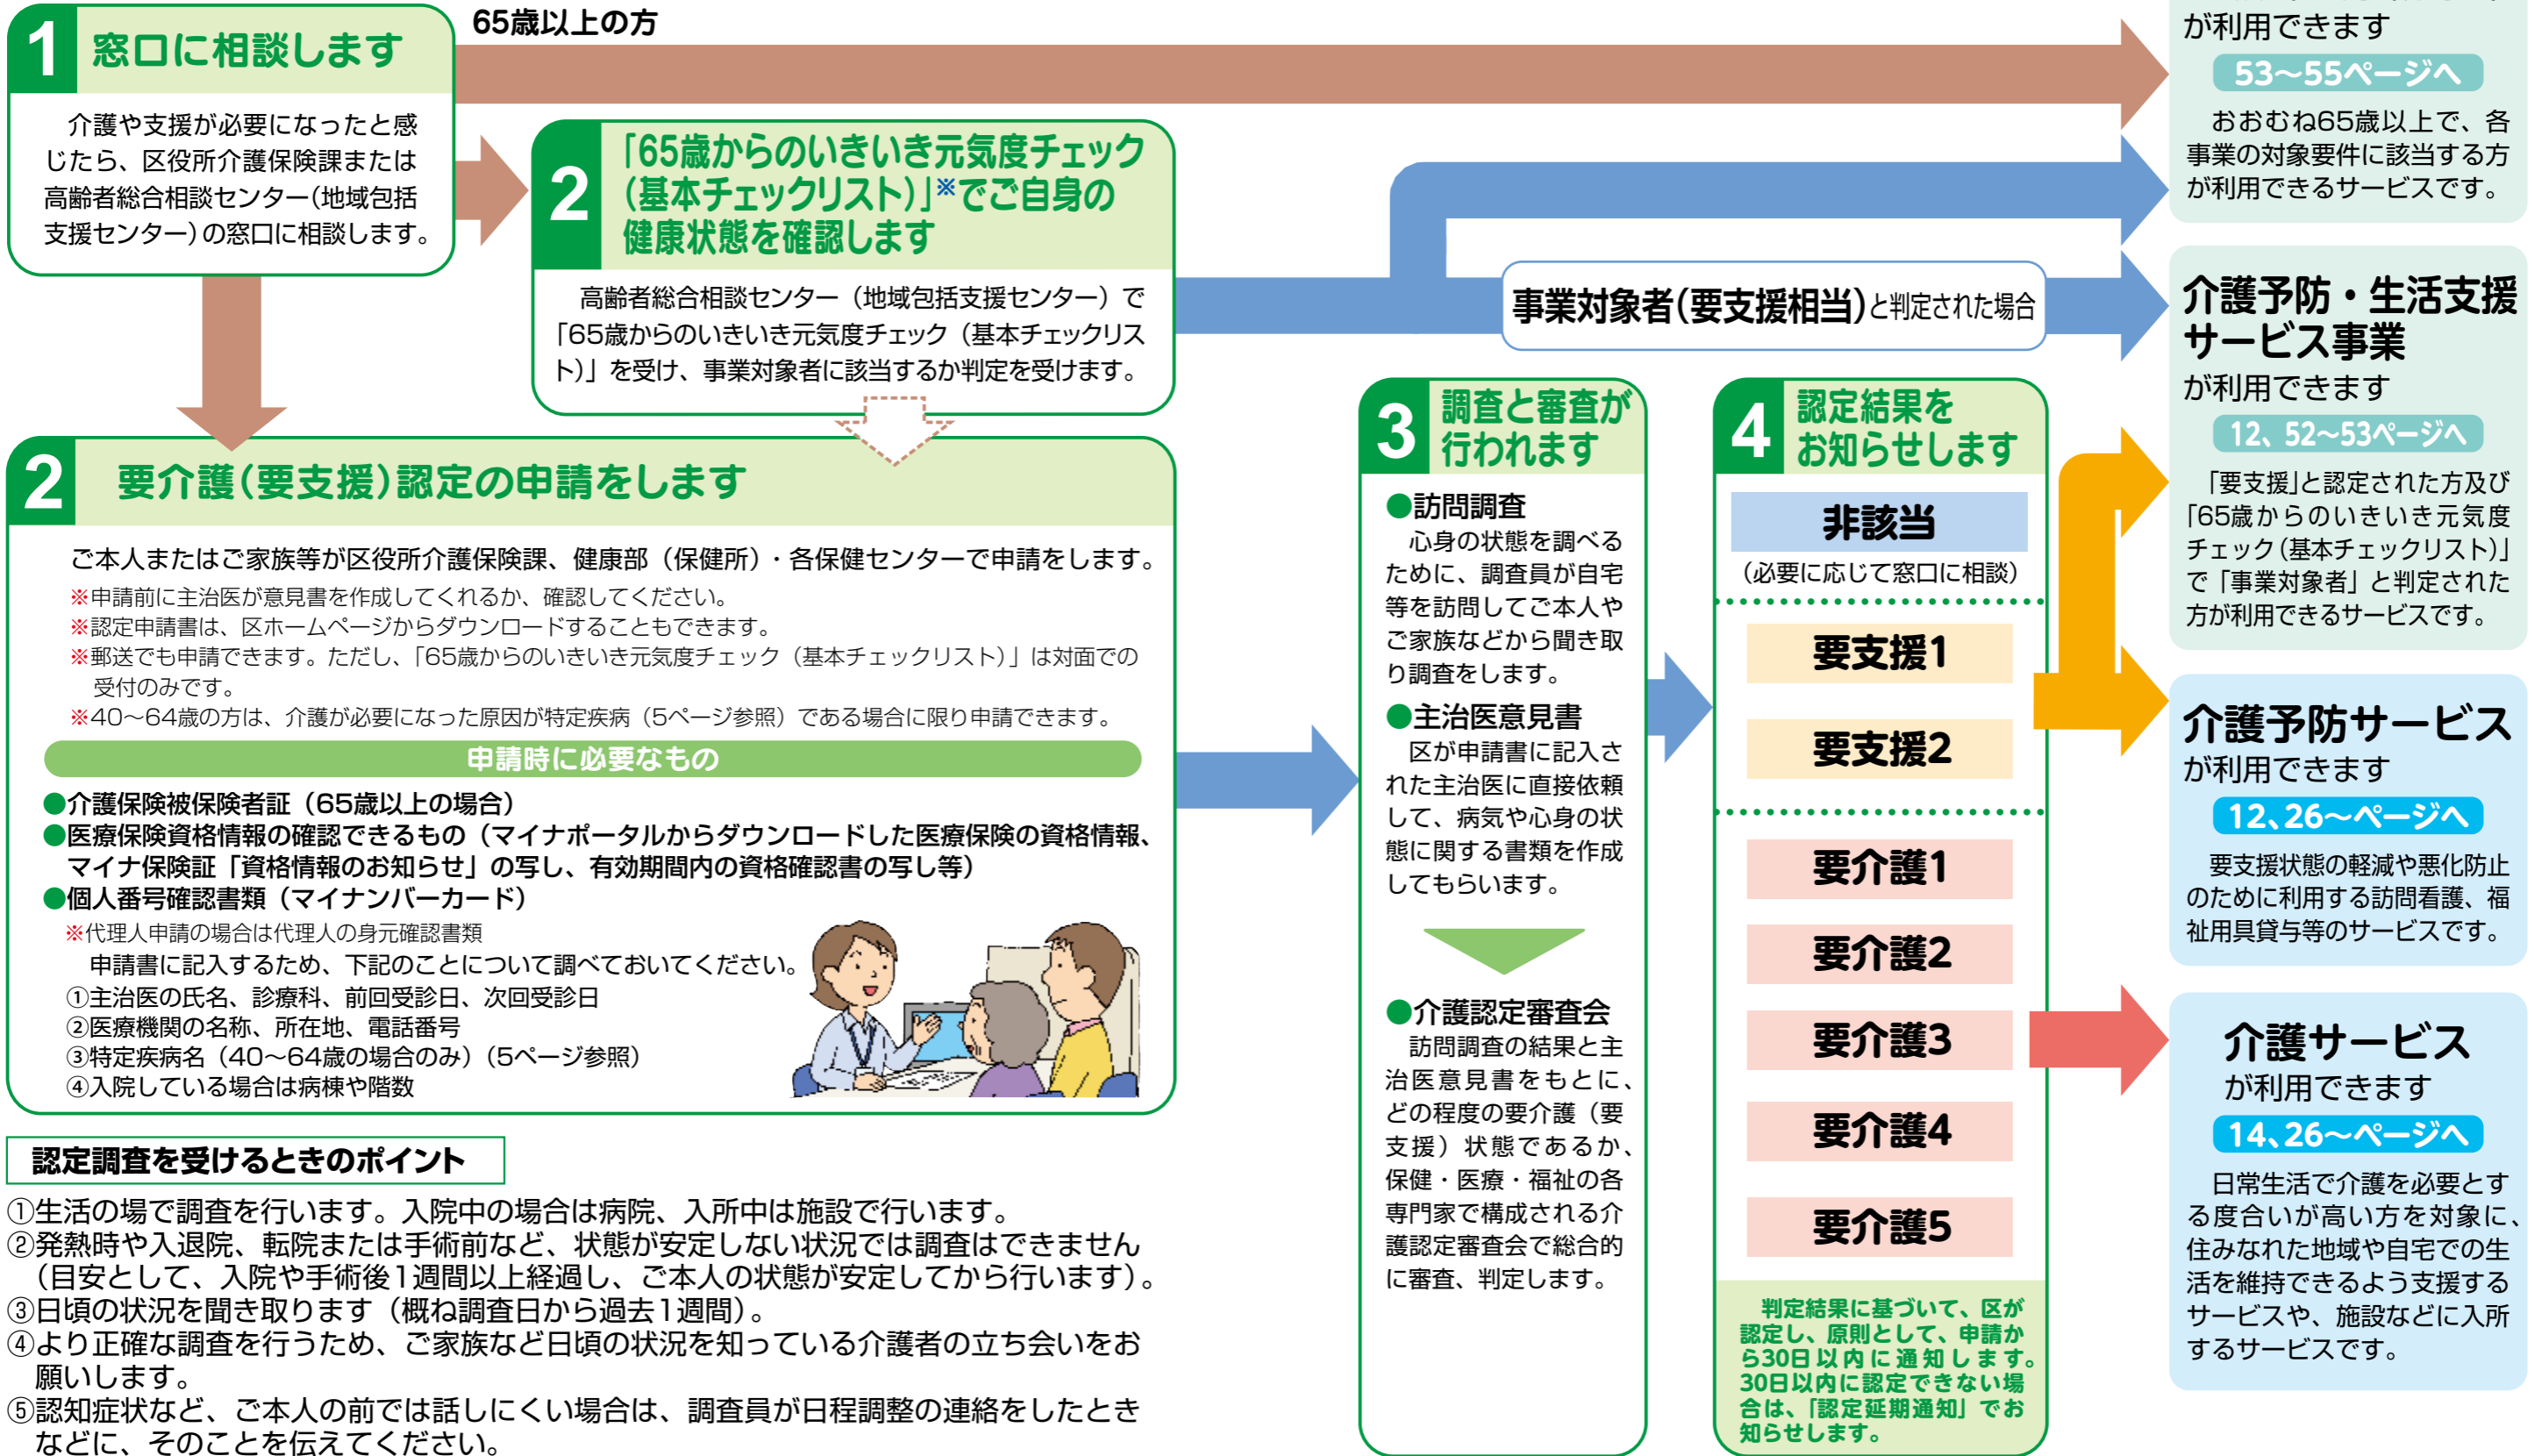 1 窓口に相談します
介護や支援が必要になったと感
じたら、区役所介護保険課または
高齢者総合相談センター(地域包括
支援センター)の窓口に相談します。
65歳以上の方
2 「65歳からのいきいき元気度チェック
(基本チェックリスト)」※でご自身の
健康状態を確認します
高齢者総合相談センター（地域包括支援センター）で
「65歳からのいきいき元気度チェック（基本チェックリス
ト）」を受け、事業対象者に該当するか判定を受けます。
事業対象者(要支援相当)と判定された場合
2 要介護(要支援)認定の申請をします
ご本人またはご家族等が区役所介護保険課、健康部（保健所）・各保健センターで申請をします。
※申請前に主治医が意見書を作成してくれるか、確認してください。
※認定申請書は、区ホームページからダウンロードすることもできます。
※郵送でも申請できます。ただし、「65歳からのいきいき元気度チェック（基本チェックリスト）」は対面での
受付のみです。
※40～64歳の方は、介護が必要になった原因が特定疾病（5ページ参照）である場合に限り申請できます。
申請時に必要なもの
●介護保険被保険者証（65歳以上の場合）
●医療保険資格情報の確認できるもの（マイナポータルからダウンロードした医療保険の資格情報、
マイナ保険証「資格情報のお知らせ」の写し、有効期間内の資格確認書の写し等）
●個人番号確認書類（マイナンバーカード）
※代理人申請の場合は代理人の身元確認書類
申請書に記入するため、下記のことについて調べておいてください。
①主治医の氏名、診療科、前回受診日、次回受診日
②医療機関の名称、所在地、電話番号
③特定疾病名（40～64歳の場合のみ）（5ページ参照）
④入院している場合は病棟や階数
認定調査を受けるときのポイント
①生活の場で調査を行います。入院中の場合は病院、入所中は施設で行います。
②発熱時や入退院、転院または手術前など、状態が安定しない状況では調査はできません
（目安として、入院や手術後1週間以上経過し、ご本人の状態が安定してから行います）。
③日頃の状況を聞き取ります（概ね調査日から過去1週間）。
④より正確な調査を行うため、ご家族など日頃の状況を知っている介護者の立ち会いをお
願いします。
⑤認知症状など、ご本人の前では話しにくい場合は、調査員が日程調整の連絡をしたとき
などに、そのことを伝えてください。
3 調査と審査が
行われます
●訪問調査
心身の状態を調べる
ために、調査員が自宅
等を訪問してご本人や
ご家族などから聞き取
り調査をします。
●主治医意見書
区が申請書に記入さ
れた主治医に直接依頼
して、病気や心身の状
態に関する書類を作成
してもらいます。
●介護認定審査会
訪問調査の結果と主
治医意見書をもとに、
どの程度の要介護（要
支援）状態であるか、
保健・医療・福祉の各
専門家で構成される介
護認定審査会で総合的
に審査、判定します。
4 認定結果を
お知らせします
非該当
（必要に応じて窓口に相談）
要支援1
要支援2
要介護1
要介護2
要介護3
要介護4
要介護5
判定結果に基づいて、区が
認定し、原則として、申請か
ら30日以内に通知します。
30日以内に認定できない場
合は、「認定延期通知」でお
知らせします。
が利用できます
53～55ページへ
おおむね65歳以上で、各
事業の対象要件に該当する方
が利用できるサービスです。
介護予防・生活支援
サービス事業
が利用できます
12、52～53ページへ
「要支援」と認定された方及び
「65歳からのいきいき元気度
チェック(基本チェックリスト)」
で「事業対象者」と判定された
方が利用できるサービスです。
介護予防サービス
が利用できます
12、26～ページへ
要支援状態の軽減や悪化防止
のために利用する訪問看護、福
祉用具貸与等のサービスです。
介護サービス
が利用できます
14、26～ページへ
日常生活で介護を必要とす
る度合いが高い方を対象に、
住みなれた地域や自宅での生
活を維持できるよう支援する
サービスや、施設などに入所
するサービスです。